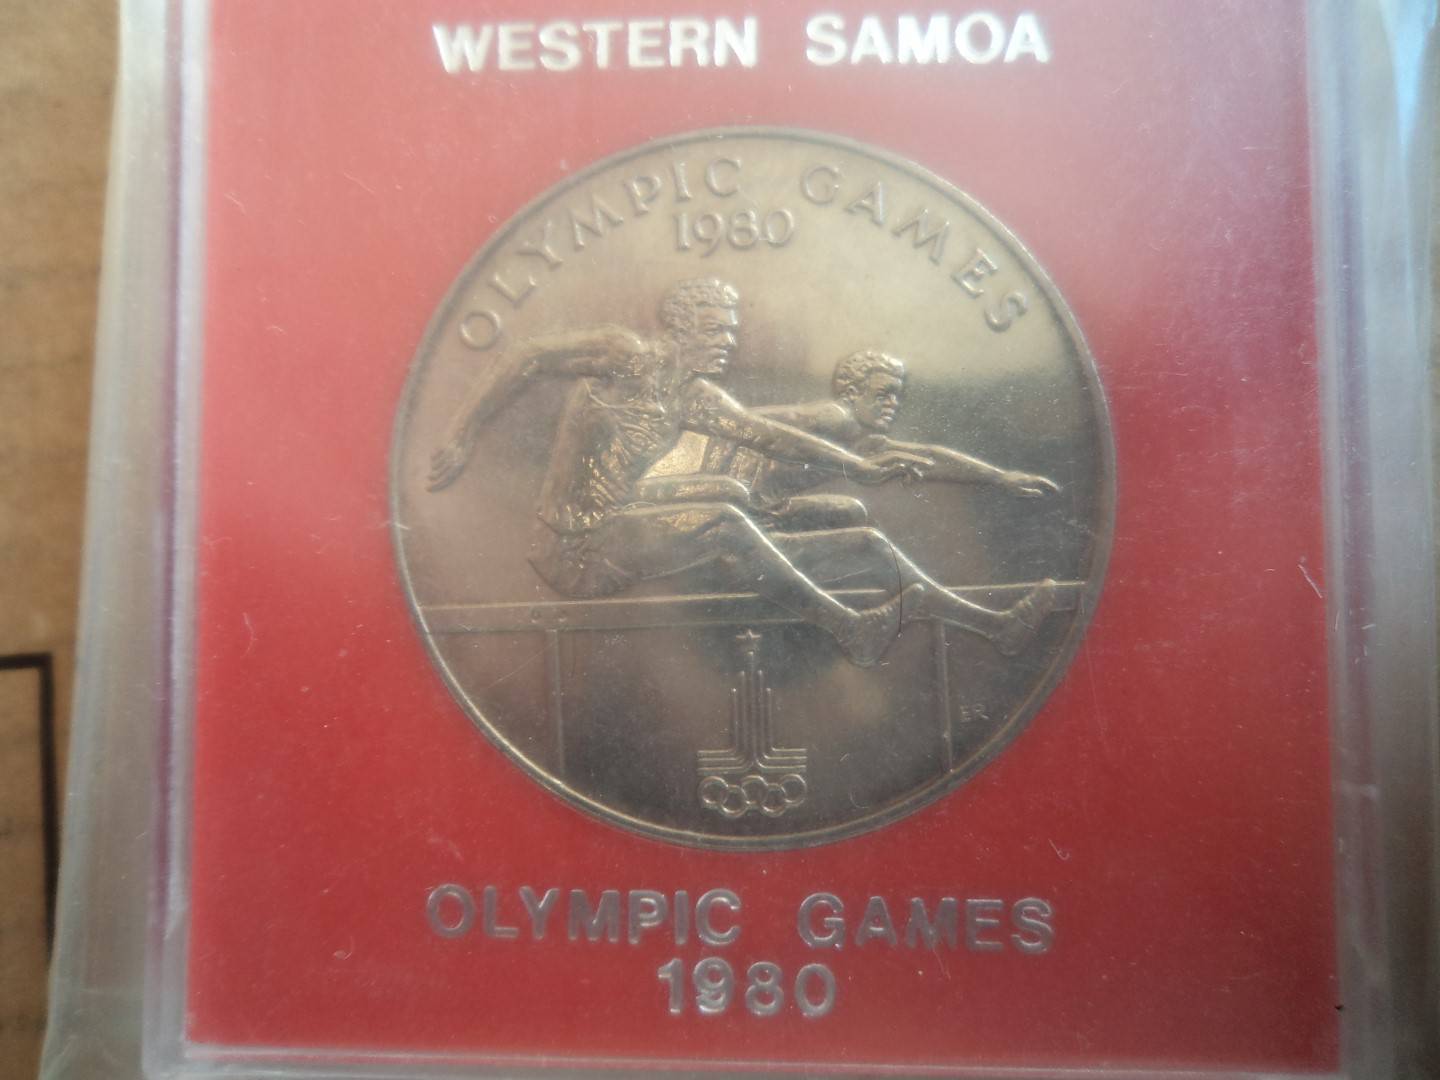 WESTERN SAMOA
OLYMPIC GAMES
1980
ER
OLYMPIC GAMES
1980